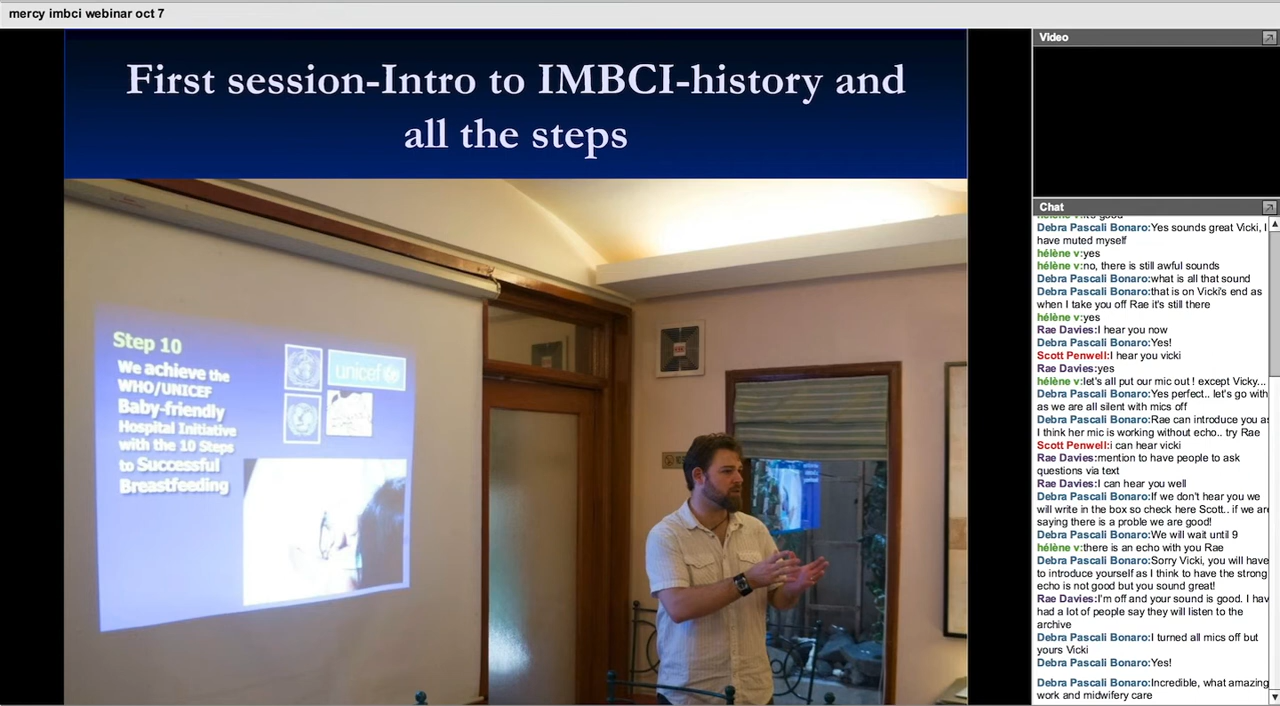 mercy imbci webinar oct 7
First session-Intro to IMBCI-history and
all the steps
Step 10
We achieve the
WHO/UNICEF
Baby-friendly
Hospital Initiative
with the 10 Steps
to Successful
Breastfeeding
unicef
Video
Chat
hélène v:it's good
Debra Pascali Bonaro:Yes sounds great Vicki, I
have muted myself
hélène v:yes
hélène v:no, there is still awful sounds
Debra Pascali Bonaro:what is all that sound
Debra Pascali Bonaro:that is on Vicki's end as
when I take you off Rae it's still there
hélène v:yes
Rae Davies:I hear you now
Debra Pascali Bonaro:Yes!
Scott Penwell:I hear you vicki
Rae Davies:yes
hélène v:let's all put our mic out ! except Vicky...
Debra Pascali Bonaro:Yes perfect.. let's go with
as we are all silent with mics off
Debra Pascali Bonaro:Rae can introduce you as
I think her mic is working without echo.. try Rae
Scott Penwell:i can hear vicki
Rae Davies:mention to have people to ask
questions via text
Rae Davies:I can hear you well
Debra Pascali Bonaro:If we don't hear you we
will write in the box so check here Scott.. if we are
saying there is a proble we are good!
Debra Pascali Bonaro:We will wait until 9
hélène v:there is an echo with you Rae
Debra Pascali Bonaro:Sorry Vicki, you will have
to introduce yourself as I think to have the strong
echo is not good but you sound great!
Rae Davies:I'm off and your sound is good. I hav
had a lot of people say they will listen to the
archive
Debra Pascali Bonaro:I turned all mics off but
yours Vicki
Debra Pascali Bonaro:Yes!
Debra Pascali Bonaro:Incredible, what amazing
work and midwifery care